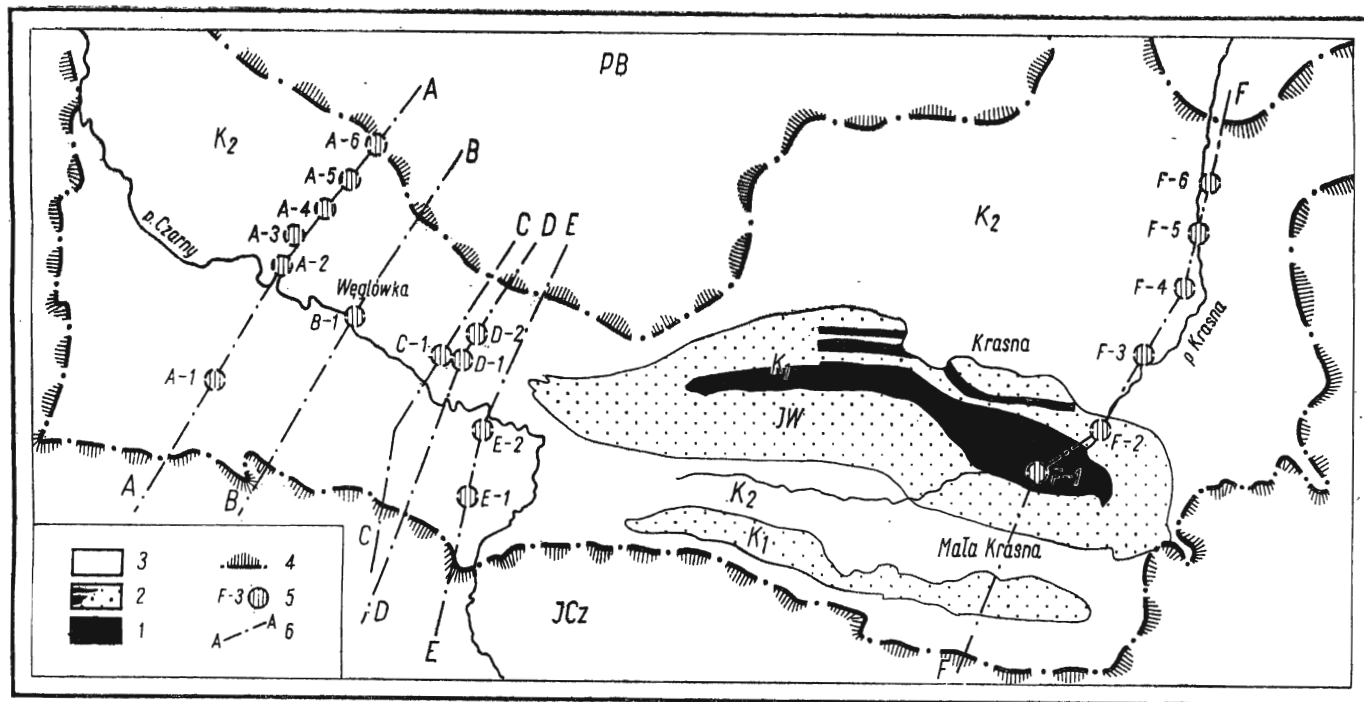 PB
K2
A
A-6
A-5
A-4
A-3
A-2
A-1
A
p. Czarny
B
Węglówka
B-1
B
C
D
E
C-1
D-2
D-1
E-2
E-1
C
D
E
K2
F
F-6
F-5
F-4
F-3
p Krasna
F-2
F-1
F
Krasna
K1
JW
K2
K1
Mała Krasna
JCz
3
2
1
4
F-3
5
A
A
6